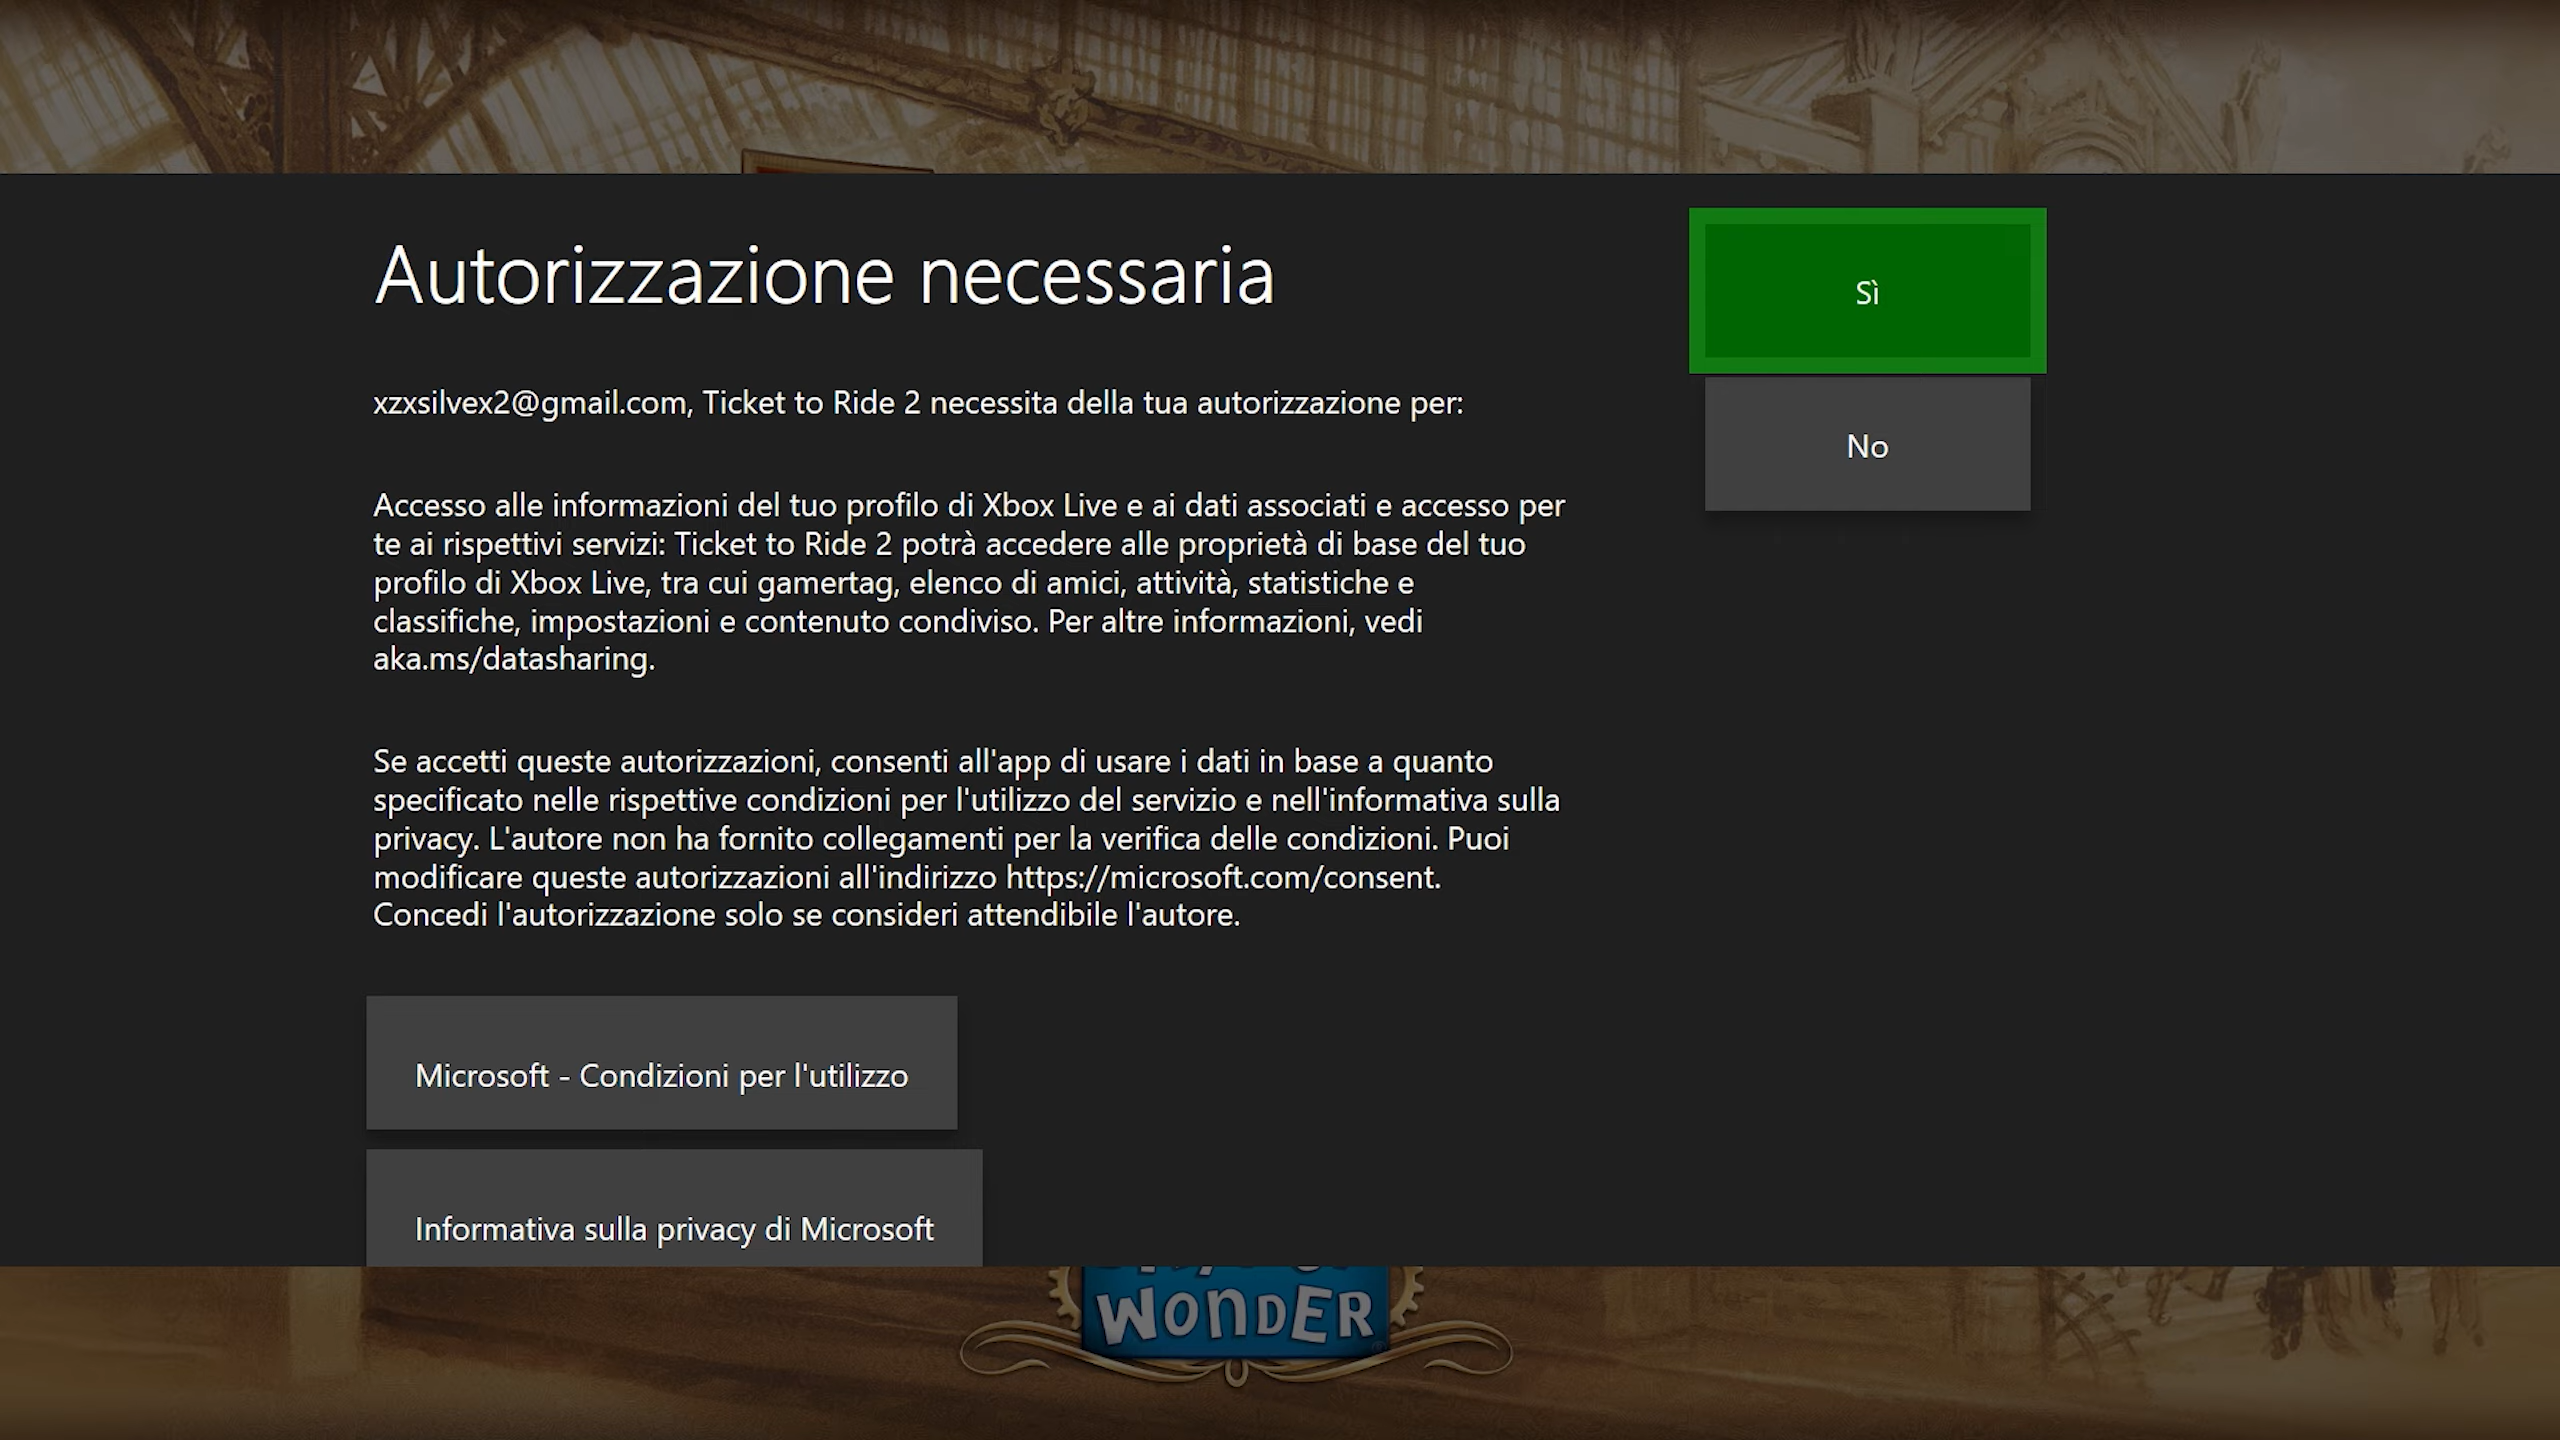 Autorizzazione necessaria
Sì
No
xzxsilvex2@gmail.com, Ticket to Ride 2 necessita della tua autorizzazione per:
Accesso alle informazioni del tuo profilo di Xbox Live e ai dati associati e accesso per
te ai rispettivi servizi: Ticket to Ride 2 potrà accedere alle proprietà di base del tuo
profilo di Xbox Live, tra cui gamertag, elenco di amici, attività, statistiche e
classifiche, impostazioni e contenuto condiviso. Per altre informazioni, vedi
aka.ms/datasharing.
Se accetti queste autorizzazioni, consenti all'app di usare i dati in base a quanto
specificato nelle rispettive condizioni per l'utilizzo del servizio e nell'informativa sulla
privacy. L'autore non ha fornito collegamenti per la verifica delle condizioni. Puoi
modificare queste autorizzazioni all'indirizzo https://microsoft.com/consent.
Concedi l'autorizzazione solo se consideri attendibile l'autore.
Microsoft - Condizioni per l'utilizzo
Informativa sulla privacy di Microsoft
WONDER